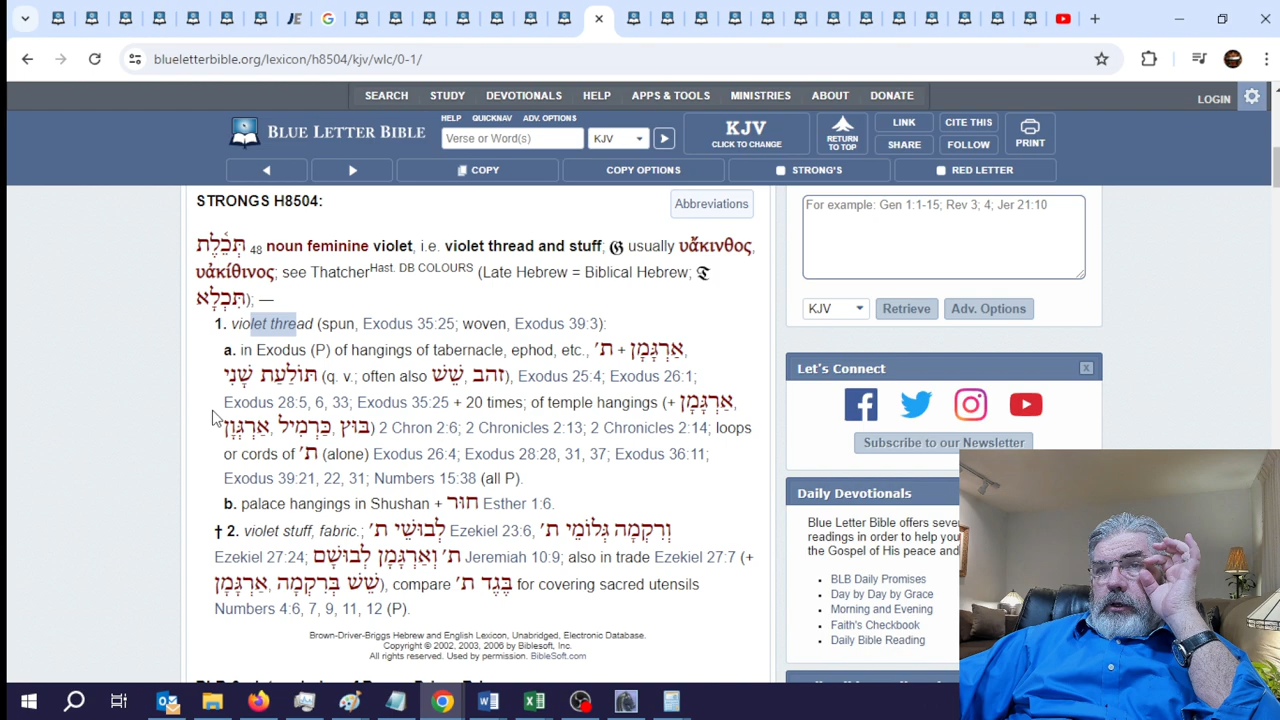 JE
blueletterbible.org/lexicon/h8504/kjv/wlc/0-1/
SEARCH STUDY DEVOTIONALS HELP APPS & TOOLS MINISTRIES ABOUT DONATE LOGIN
BLUE LETTER BIBLE
HELP QUICKNAV ADV. OPTIONS
Verse or Word(s) KJV
KJV
CLICK TO CHANGE
RETURN
TO TOP
LINK CITE THIS
SHARE FOLLOW
PRINT
COPY COPY OPTIONS STRONG'S RED LETTER
STRONGS H8504:
Abbreviations
תְּכֵ֫לֶת 48 noun feminine violet, i.e. violet thread and stuff; 𝔊 usually ὑάκινθος,
ὑακίθινος; see Thatcher Hast. DB COLOURS (Late Hebrew = Biblical Hebrew; 𝔗
תִּכְלָא); —
1. violet thread (spun, Exodus 35:25; woven, Exodus 39:3):
a. in Exodus (P) of hangings of tabernacle, ephod, etc., ת׳ + אַרְגָּמָן,
תּוֺלַעַת שָׁנִי (q. v.; often also זהב, שֵׁשׁ), Exodus 25:4; Exodus 26:1;
Exodus 28:5, 6, 33; Exodus 35:25 + 20 times; of temple hangings (+ אַרְגָּמָן,
אַרְגְּוָן, כַּרְמִיל, בּוּץ) 2 Chron 2:6; 2 Chronicles 2:13; 2 Chronicles 2:14; loops
or cords of ת׳ (alone) Exodus 26:4; Exodus 28:28, 31, 37; Exodus 36:11;
Exodus 39:21, 22, 31; Numbers 15:38 (all P).
b. palace hangings in Shushan + חוּר Esther 1:6.
† 2. violet stuff, fabric.; לְבוּשֵׁי ת׳ Ezekiel 23:6, גְּלוֺמֵי ת׳ וְרִקְמָה
Ezekiel 27:24; ת׳ וְאַרְגָּמָן לְבוּשָׁם Jeremiah 10:9; also in trade Ezekiel 27:7 (+
אַרְגָּמָן, שֵׁשׁ בְּרִקְמָה), compare בֶּגֶד ת׳ for covering sacred utensils
Numbers 4:6, 7, 9, 11, 12 (P).
Brown-Driver-Briggs Hebrew and English Lexicon, Unabridged, Electronic Database.
Copyright © 2002, 2003, 2006 by Biblesoft, Inc.
All rights reserved. Used by permission. BibleSoft.com
For example: Gen 1:1-15; Rev 3; 4; Jer 21:10
KJV Retrieve Adv. Options
Let's Connect
Subscribe to our Newsletter
Daily Devotionals
Blue Letter Bible offers seve
readings in order to help you
the Gospel of His peace and
BLB Daily Promises
Day by Day by Grace
Morning and Evening
Faith's Checkbook
Daily Bible Reading